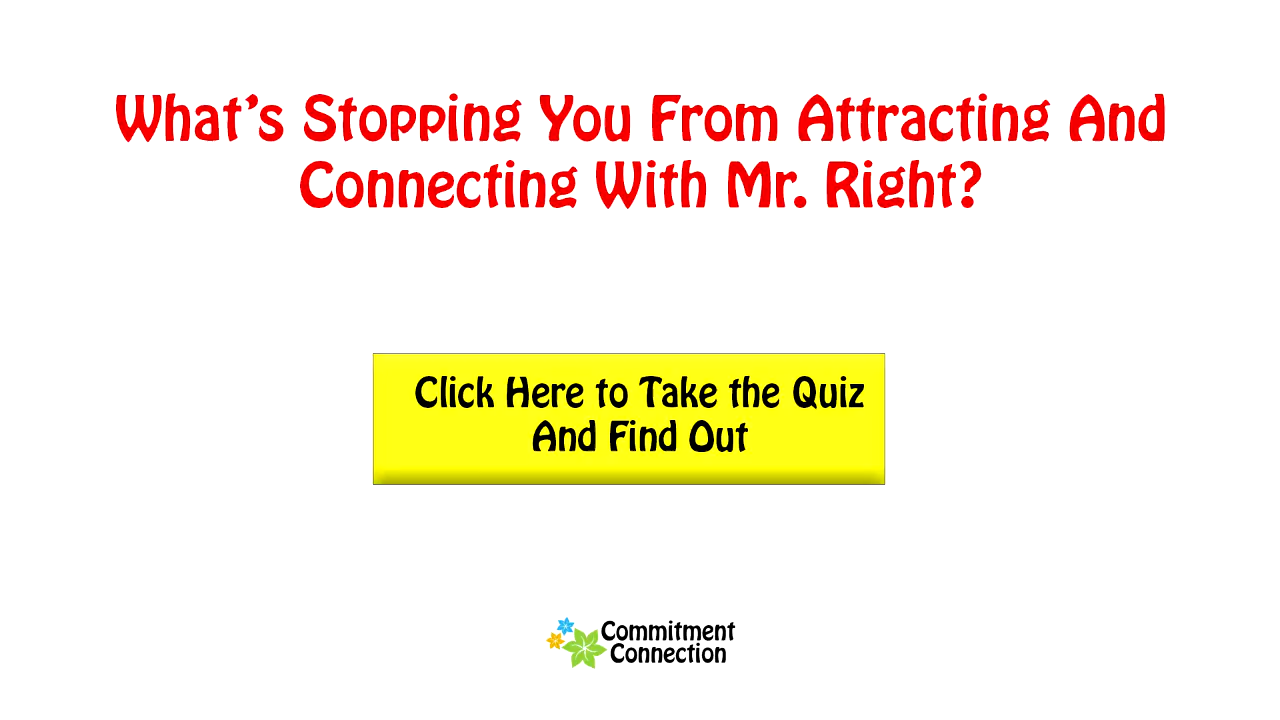 What's Stopping You From Attracting And
Connecting With Mr. Right?
Click Here to Take the Quiz
And Find Out
Commitment
Connection